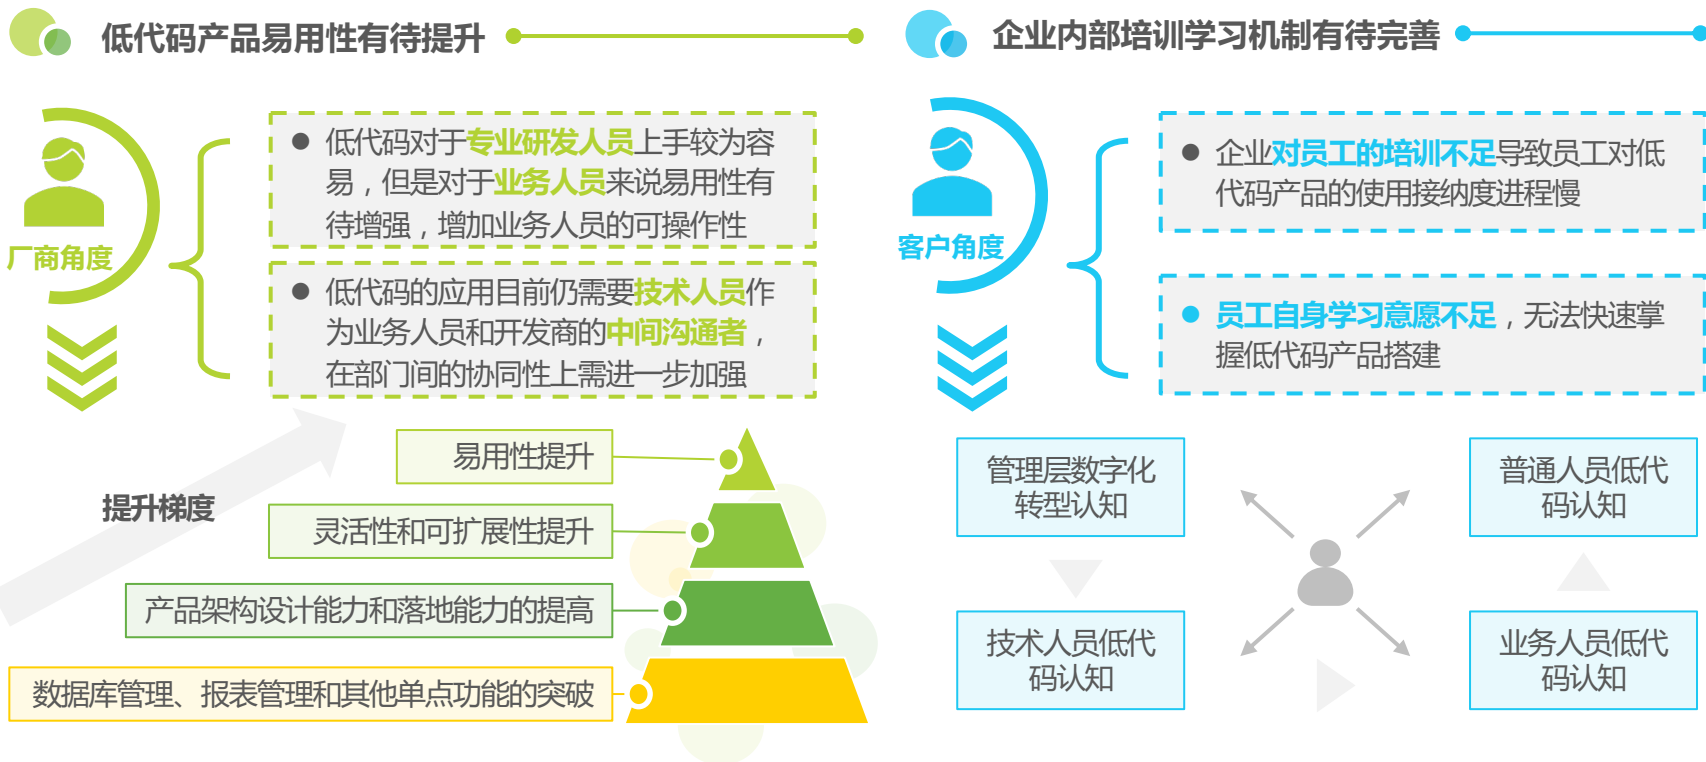 低代码产品易用性有待提升
厂商角度
● 低代码对于专业研发人员上手较为容
易，但是对于业务人员来说易用性有
待增强，增加业务人员的可操作性
● 低代码的应用目前仍需要技术人员作
为业务人员和开发商的中间沟通者，
在部门间的协同性上需进一步加强
提升梯度
易用性提升
灵活性和可扩展性提升
产品架构设计能力和落地能力的提高
数据库管理、报表管理和其他单点功能的突破
企业内部培训学习机制有待完善
客户角度
● 企业对员工的培训不足导致员工对低
代码产品的使用接纳度进程慢
● 员工自身学习意愿不足，无法快速掌
握低代码产品搭建
管理层数字化
转型认知
普通人员低代
码认知
技术人员低代
码认知
业务人员低代
码认知